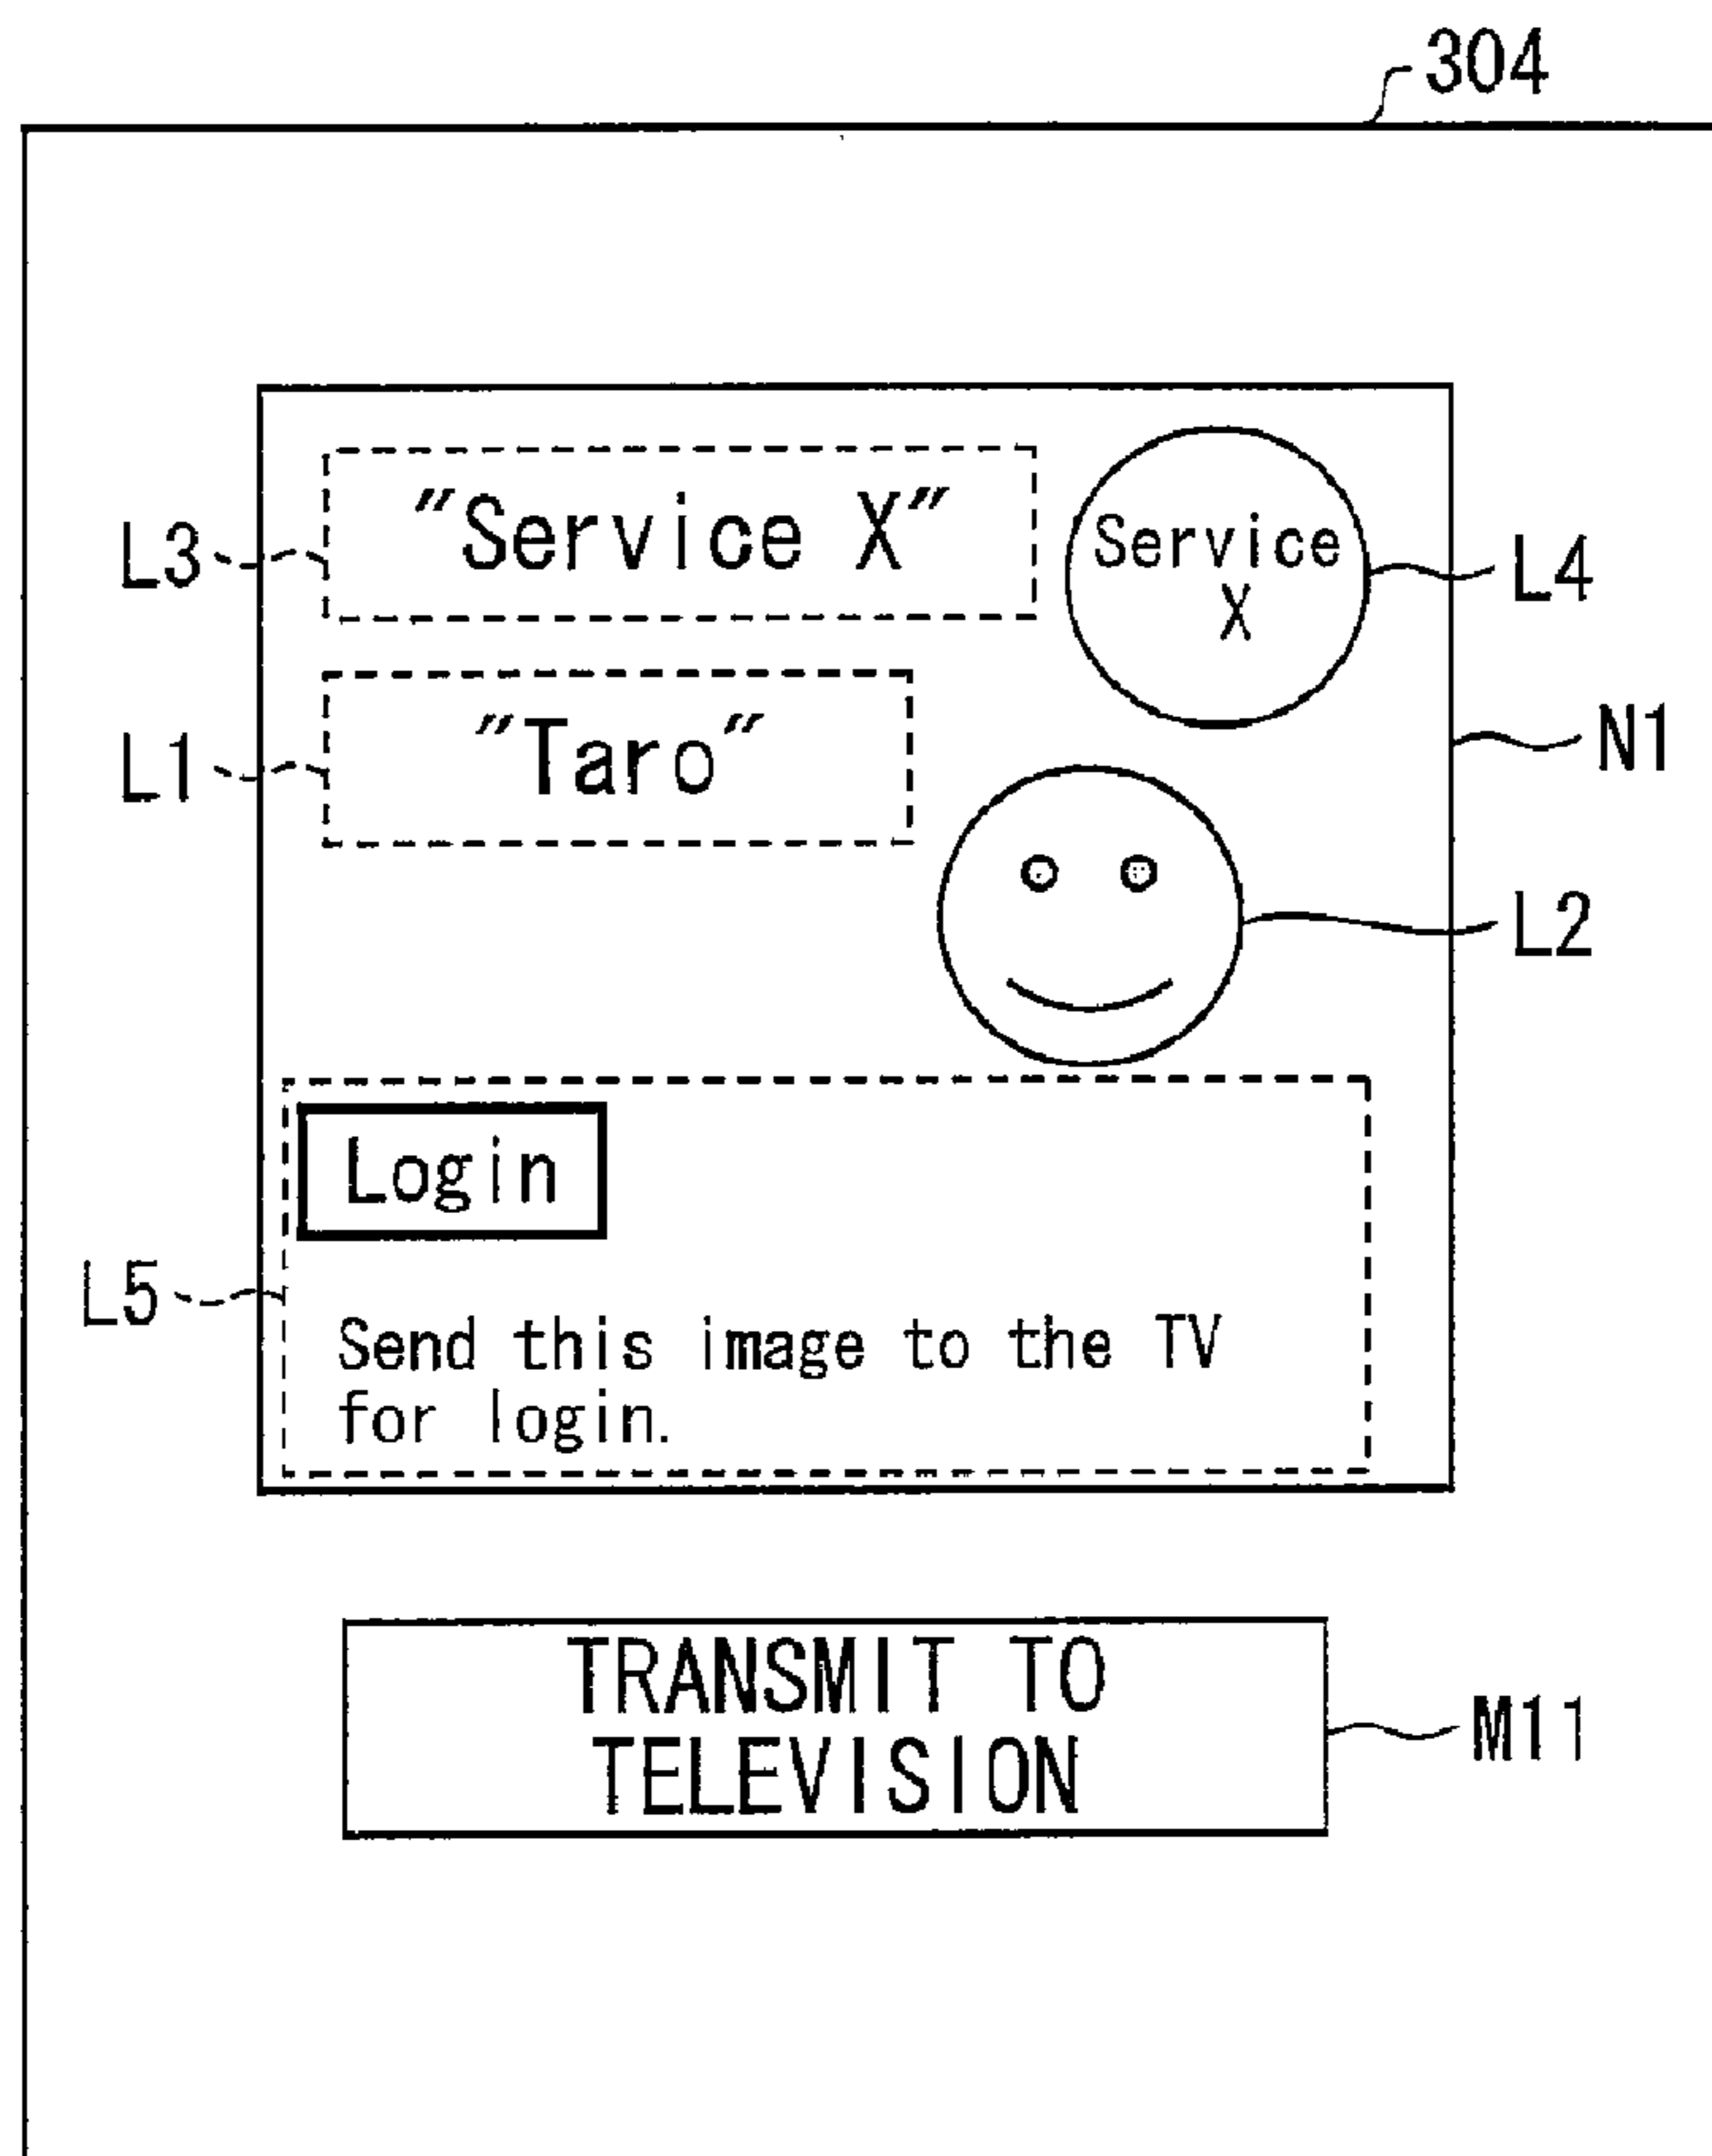 304
"Service X"
L3
Service
X
L4
N1
"Taro"
L1
L2
Login
L5
Send this image to the TV
for login.
TRANSMIT TO
TELEVISION
M11